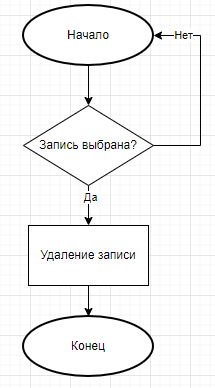 Начало
Нет
Запись выбрана?
Да
Удаление записи
Конец